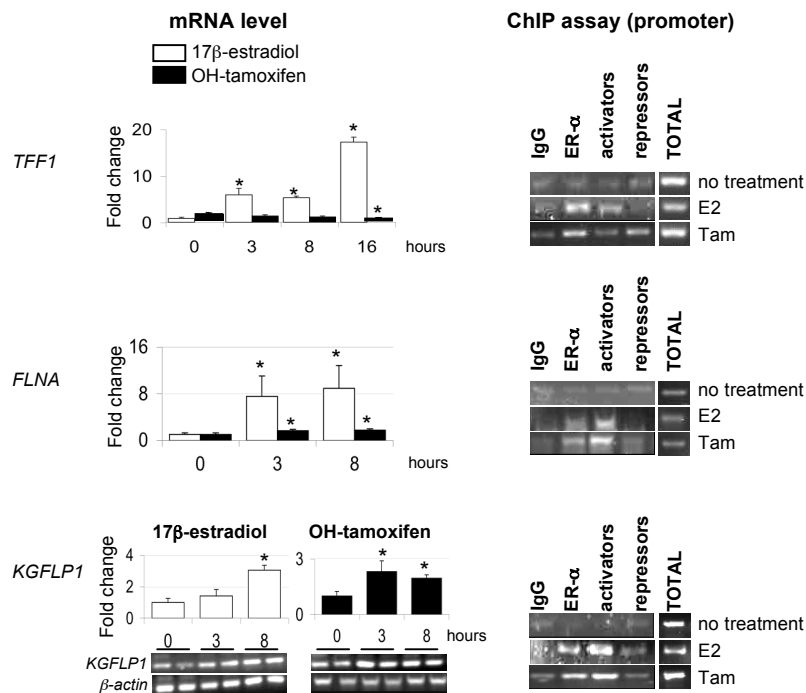 mRNA level
ChIP assay (promoter)
17β-estradiol
OH-tamoxifen
TFF1
Fold change
20
10
0
0 3 8 16 hours
* * * *
IgG ER-α activators repressors TOTAL
no treatment
E2
Tam
FLNA
Fold change
16
8
0
0 3 8 hours
* * * *
IgG ER-α activators repressors TOTAL
no treatment
E2
Tam
KGFLP1
17β-estradiol
OH-tamoxifen
Fold change
4
2
0
*
0 3 8
3
0
* *
0 3 8 hours
KGFLP1
β-actin
IgG ER-α activators repressors TOTAL
no treatment
E2
Tam